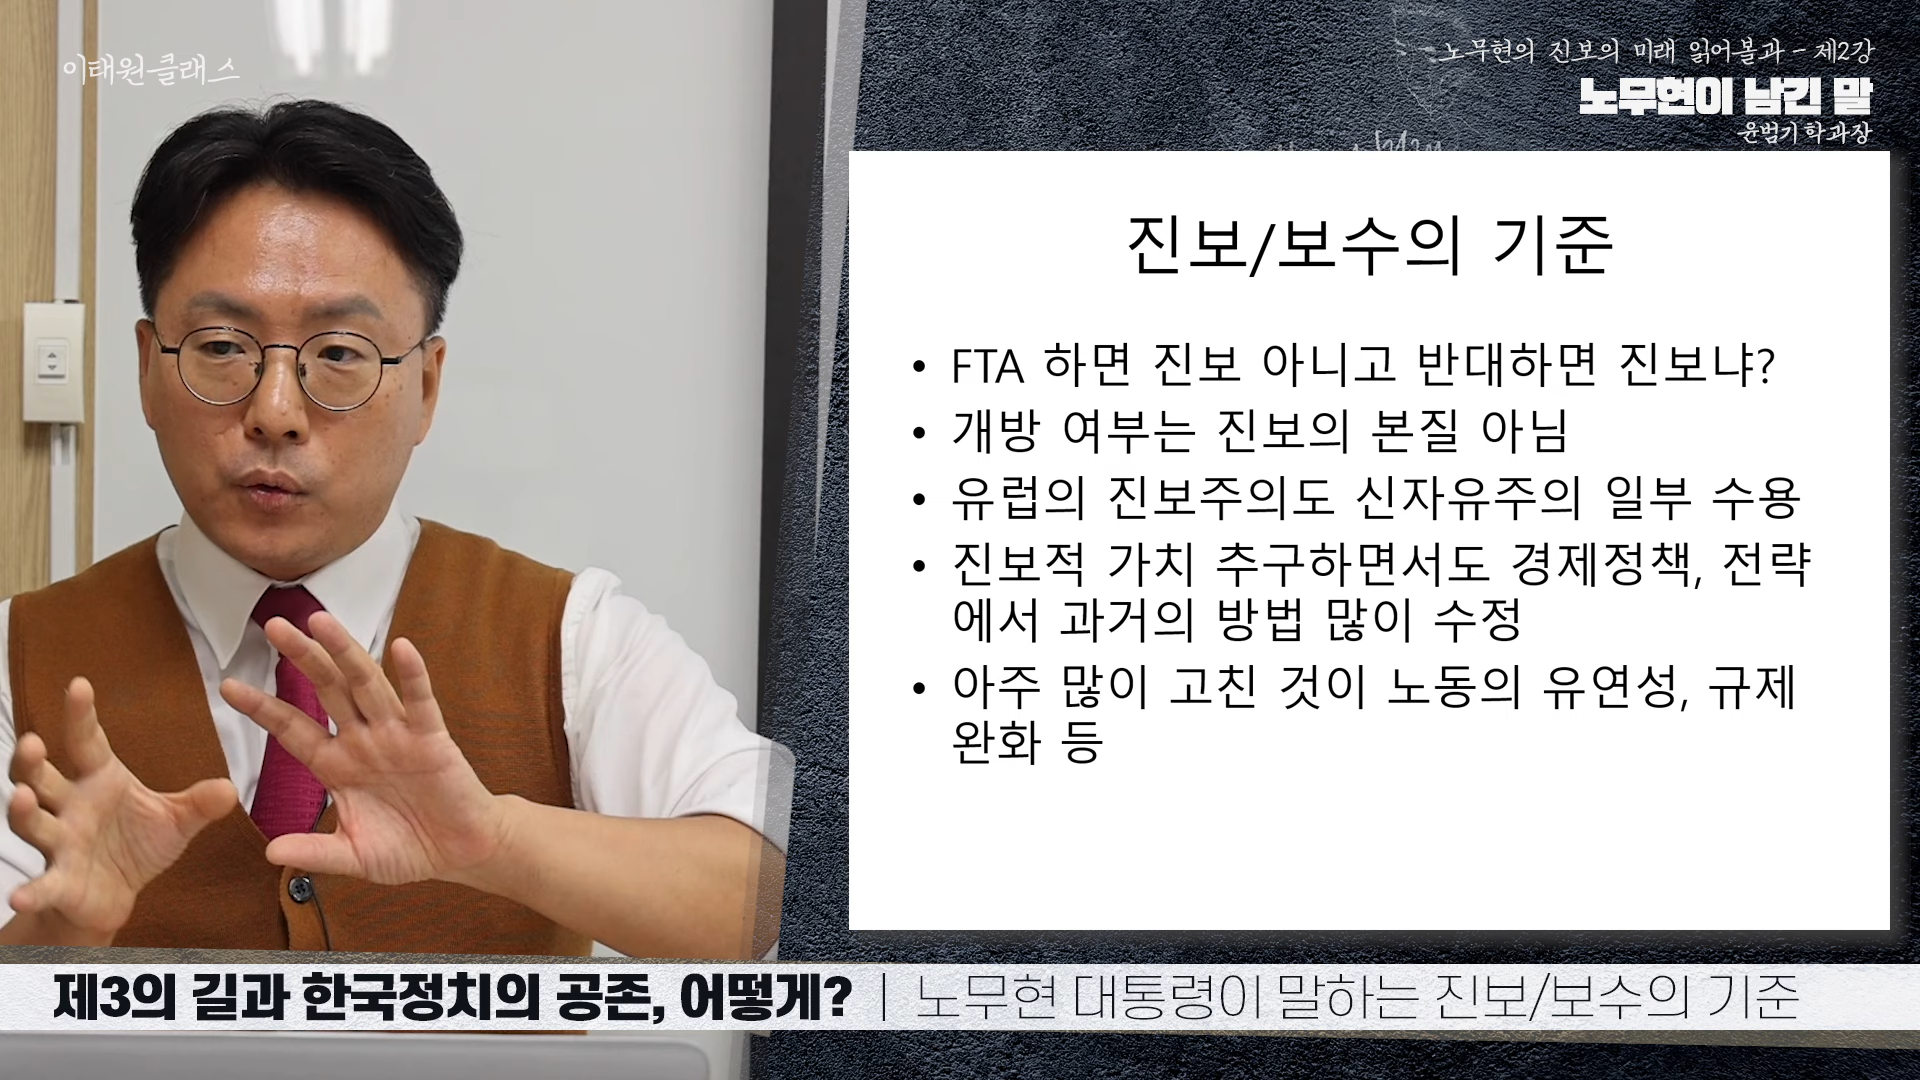 이태원클래스
노무현의 진보의 미래 읽어볼과 - 제2강
노무현이 남긴 말
윤범기 학과장
진보/보수의 기준
• FTA 하면 진보 아니고 반대하면 진보냐?
• 개방 여부는 진보의 본질 아님
• 유럽의 진보주의도 신자유주의 일부 수용
• 진보적 가치 추구하면서도 경제정책, 전략
에서 과거의 방법 많이 수정
• 아주 많이 고친 것이 노동의 유연성, 규제
완화 등
제3의 길과 한국정치의 공존, 어떻게? | 노무현 대통령이 말하는 진보/보수의 기준